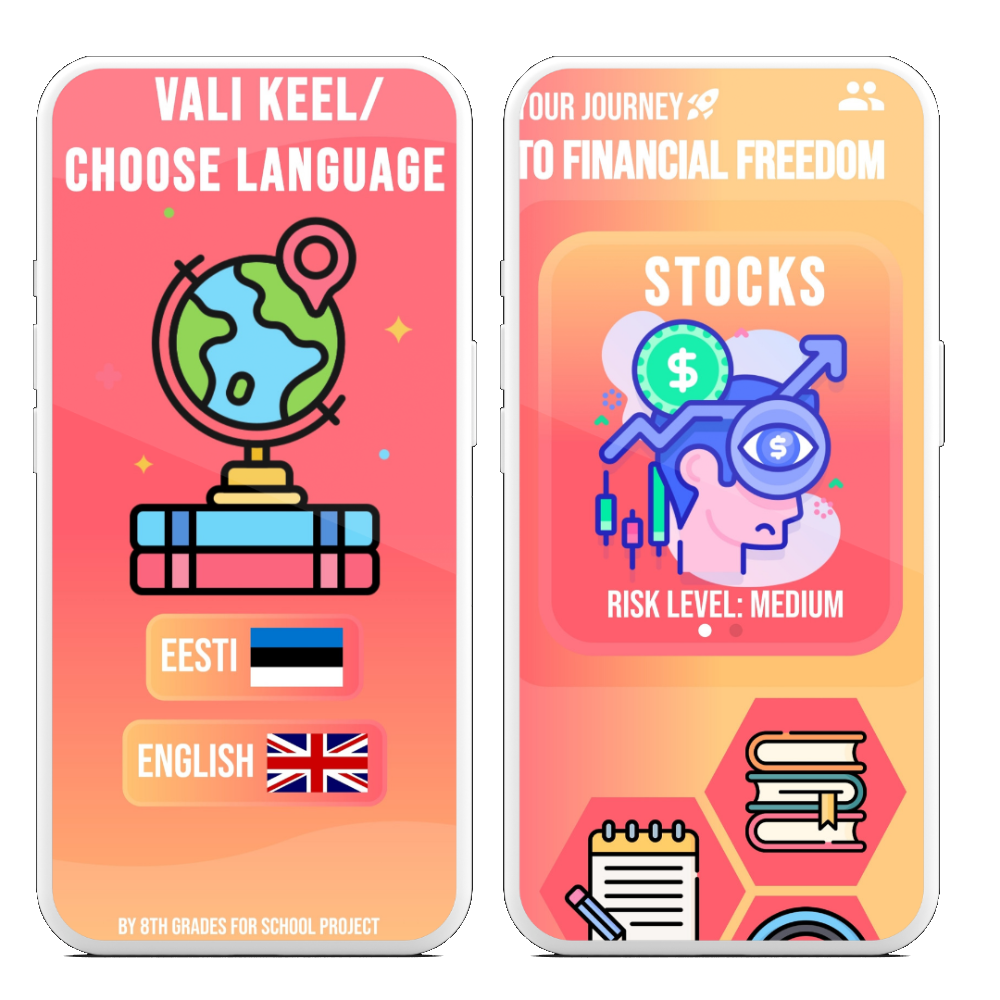 VALI KEEL/
CHOOSE LANGUAGE
EESTI
ENGLISH
BY 8TH GRADES FOR SCHOOL PROJECT
YOUR JOURNEY
TO FINANCIAL FREEDOM
STOCKS
$
$
RISK LEVEL: MEDIUM